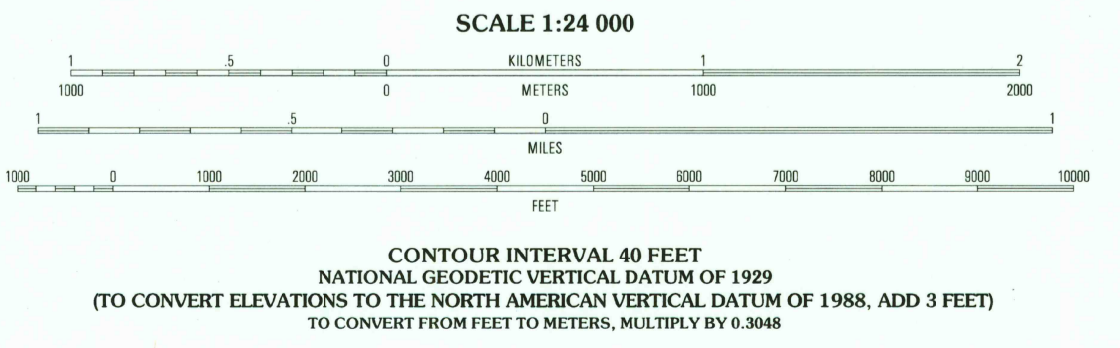 SCALE 1:24 000
1 .5 0 KILOMETERS 1 2
1000 0 METERS 1000 2000
1 .5 0 1
MILES
1000 0 1000 2000 3000 4000 5000 6000 7000 8000 9000 10000
FEET
CONTOUR INTERVAL 40 FEET
NATIONAL GEODETIC VERTICAL DATUM OF 1929
(TO CONVERT ELEVATIONS TO THE NORTH AMERICAN VERTICAL DATUM OF 1988, ADD 3 FEET)
TO CONVERT FROM FEET TO METERS, MULTIPLY BY 0.3048